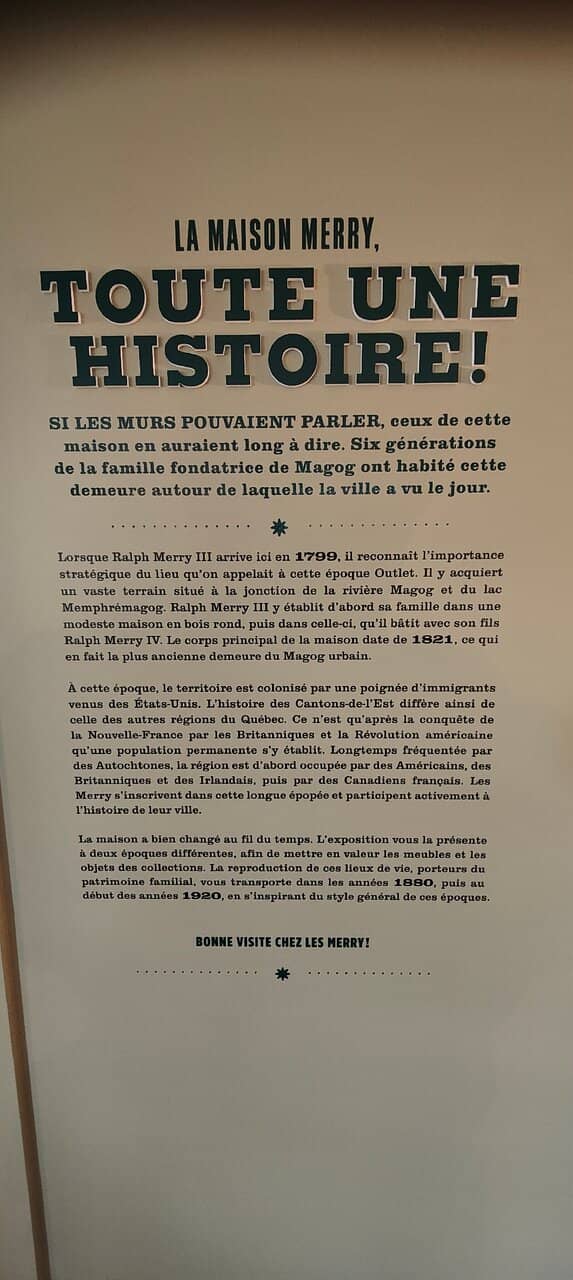 LA MAISON MERRY,
TOUTE UNE
HISTOIRE!
SI LES MURS POUVAIENT PARLER, ceux de cette
maison en auraient long à dire. Six générations
de la famille fondatrice de Magog ont habité cette
demeure autour de laquelle la ville a vu le jour.
Lorsque Ralph Merry III arrive ici en 1799, il reconnaît l'importance
stratégique du lieu qu'on appelait à cette époque Outlet. Il y acquiert
un vaste terrain situé à la jonction de la rivière Magog et du lac
Memphrémagog. Ralph Merry III y établit d'abord sa famille dans une
modeste maison en bois rond, puis dans celle-ci, qu'il bâtit avec son fils
Ralph Merry IV. Le corps principal de la maison date de 1821, ce qui
en fait la plus ancienne demeure du Magog urbain.
À cette époque, le territoire est colonisé par une poignée d'immigrants
venus des États-Unis. L'histoire des Cantons-de-l'Est diffère ainsi de
celle des autres régions du Québec. Ce n'est qu'après la conquête de
la Nouvelle-France par les Britanniques et la Révolution américaine
qu'une population permanente s'y établit. Longtemps fréquentée par
des Autochtones, la région est d'abord occupée par des Américains, des
Britanniques et des Irlandais, puis par des Canadiens français. Les
Merry s'inscrivent dans cette longue épopée et participent activement à
l'histoire de leur ville.
La maison a bien changé au fil du temps. L'exposition vous la présente
à deux époques différentes, afin de mettre en valeur les meubles et les
objets des collections. La reproduction de ces lieux de vie, porteurs du
patrimoine familial, vous transporte dans les années 1880, puis au
début des années 1920, en s'inspirant du style général de ces époques.
BONNE VISITE CHEZ LES MERRY!